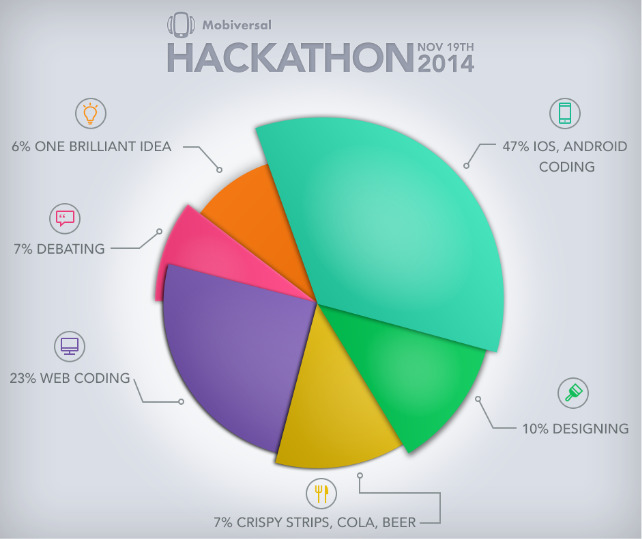 Mobiversal
HACKATHON NOV 19TH
2014
6% ONE BRILLIANT IDEA
47% IOS, ANDROID
CODING
7% DEBATING
23% WEB CODING
10% DESIGNING
7% CRISPY STRIPS, COLA, BEER